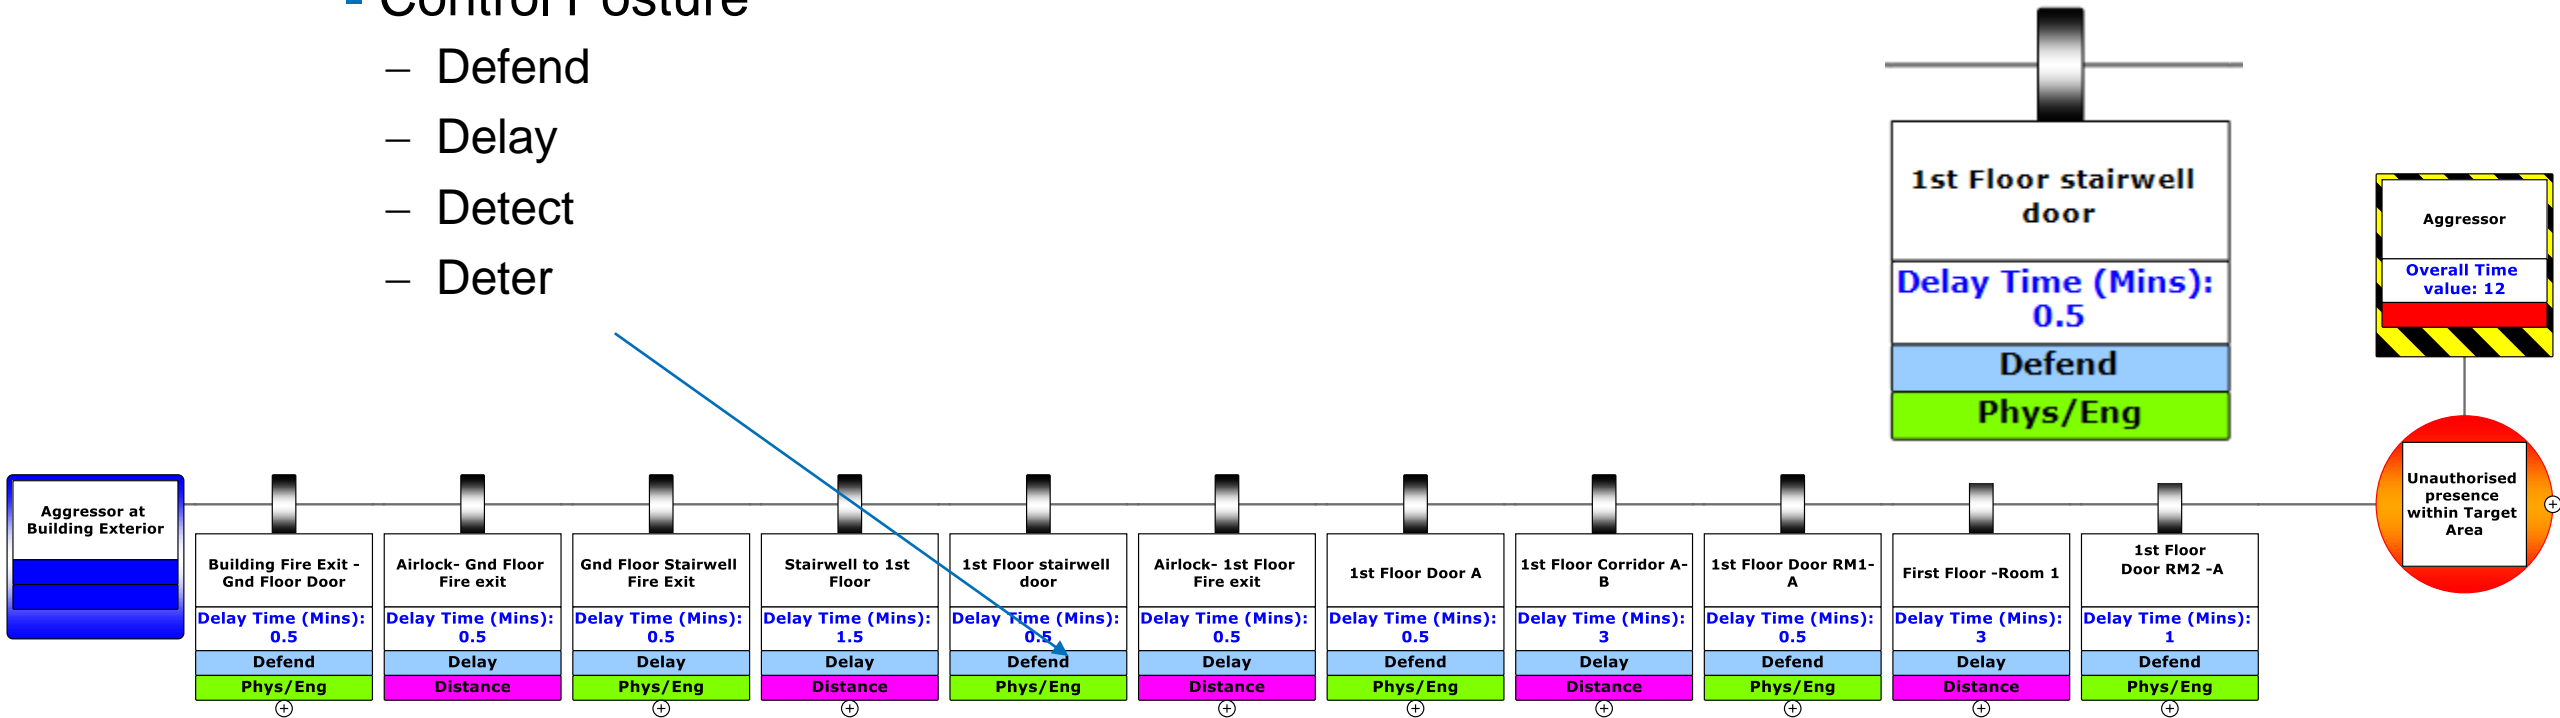 Control Posture
– Defend
– Delay
– Detect
– Deter
1st Floor stairwell
door
Delay Time (Mins):
0.5
Defend
Phys/Eng
Aggressor
Overall Time
value: 12
Aggressor at
Building Exterior
Building Fire Exit -
Gnd Floor Door
Delay Time (Mins):
0.5
Defend
Phys/Eng
Airlock- Gnd Floor
Fire exit
Delay Time (Mins):
0.5
Delay
Distance
Gnd Floor Stairwell
Fire Exit
Delay Time (Mins):
0.5
Delay
Phys/Eng
Stairwell to 1st
Floor
Delay Time (Mins):
1.5
Delay
Distance
1st Floor stairwell
door
Delay Time (Mins):
0.5
Defend
Phys/Eng
Airlock- 1st Floor
Fire exit
Delay Time (Mins):
0.5
Delay
Distance
1st Floor Door A
Delay Time (Mins):
0.5
Defend
Phys/Eng
1st Floor Corridor A-
B
Delay Time (Mins):
3
Delay
Distance
1st Floor Door RM1-
A
Delay Time (Mins):
0.5
Defend
Phys/Eng
First Floor -Room 1
Delay Time (Mins):
3
Delay
Distance
1st Floor
Door RM2 -A
Delay Time (Mins):
1
Defend
Phys/Eng
Unauthorised
presence
within Target
Area